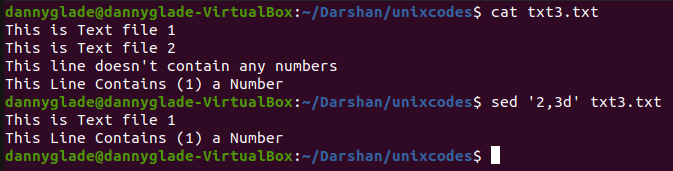 dannyglade@dannyglade-VirtualBox:~/Darshan/unixcodes$ cat txt3.txt
This is Text file 1
This is Text file 2
This line doesn't contain any numbers
This Line Contains (1) a Number
dannyglade@dannyglade-VirtualBox:~/Darshan/unixcodes$ sed '2,3d' txt3.txt
This is Text file 1
This Line Contains (1) a Number
dannyglade@dannyglade-VirtualBox:~/Darshan/unixcodes$